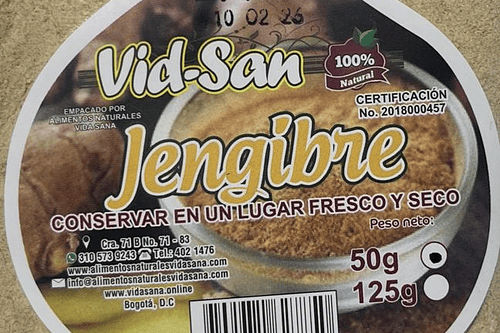 10 02 26
Vid-San
100%
Natural
EMPACADO POR
ALIMENTOS NATURALES
VIDA SANA
CERTIFICACIÓN
No. 2018000457
Jengibre
CONSERVAR EN UN LUGAR FRESCO Y SECO
Peso neto:
Cra. 71 B No. 71 - 83
310 573 9243 Tel.: 402 1476
www.alimentosnaturalesvidasana.com
info@alimentosnaturalesvidasana.com
www.vidasana.online
Bogotá, D.C
50g
125g